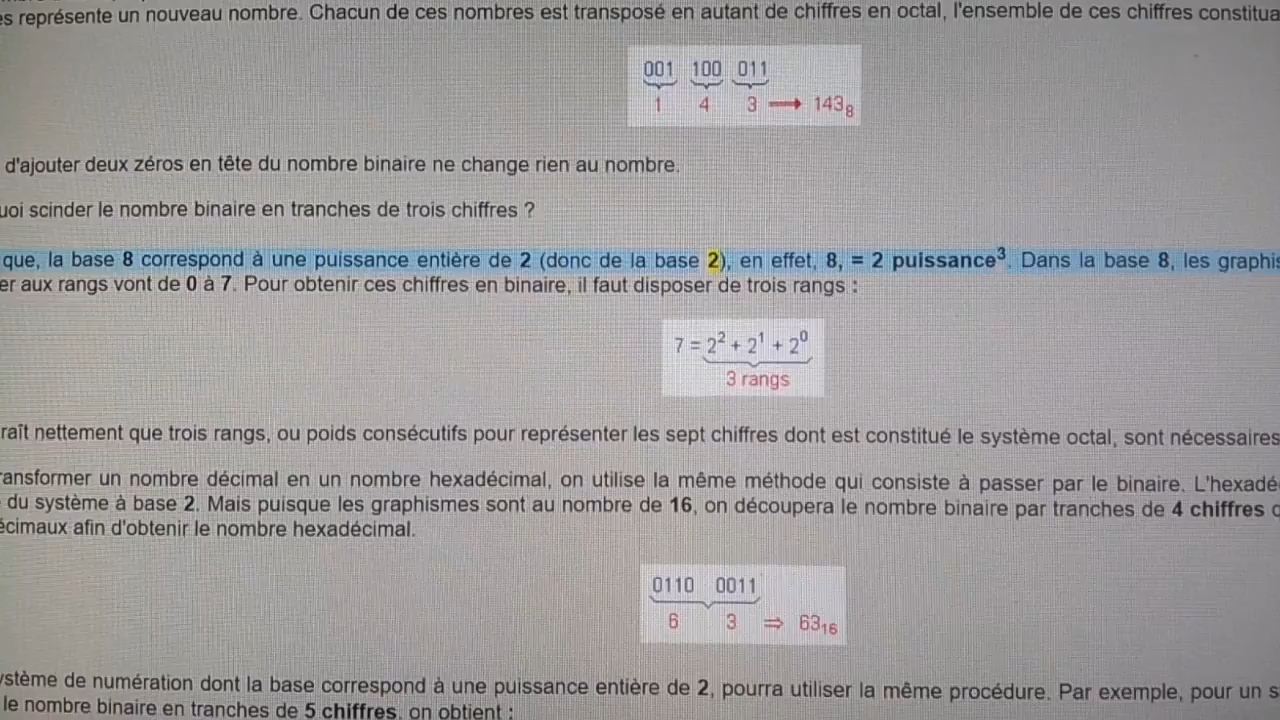 es représente un nouveau nombre. Chacun de ces nombres est transposé en autant de chiffres en octal, l'ensemble de ces chiffres constitua
001 100 011
1 4 3 → 143₈
d'ajouter deux zéros en tête du nombre binaire ne change rien au nombre.
uoi scinder le nombre binaire en tranches de trois chiffres ?
que, la base 8 correspond à une puissance entière de 2 (donc de la base 2), en effet, 8, = 2 puissance³. Dans la base 8, les graphis
er aux rangs vont de 0 à 7. Pour obtenir ces chiffres en binaire, il faut disposer de trois rangs :
7 = 2² + 2¹ + 2⁰
3 rangs
raît nettement que trois rangs, ou poids consécutifs pour représenter les sept chiffres dont est constitué le système octal, sont nécessaires
ransformer un nombre décimal en un nombre hexadécimal, on utilise la même méthode qui consiste à passer par le binaire. L'hexadé
du système à base 2. Mais puisque les graphismes sont au nombre de 16, on découpera le nombre binaire par tranches de 4 chiffres
écimaux afin d'obtenir le nombre hexadécimal.
0110 0011
6 3 ⇒ 63₁₆
ystème de numération dont la base correspond à une puissance entière de 2, pourra utiliser la même procédure. Par exemple, pour un s
le nombre binaire en tranches de 5 chiffres, on obtient :